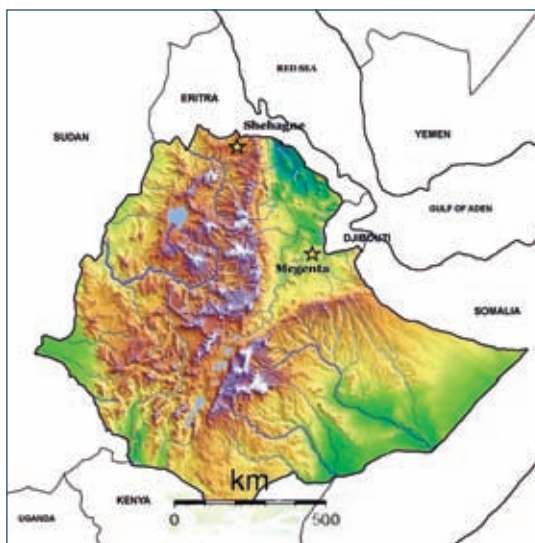 RED SEA
ERITRA
Shehagne
SUDAN
YEMEN
GULF OF ADEN
DJIBOUTI
Megenta
SOMALIA
km
KENYA
0 500
UGANDA